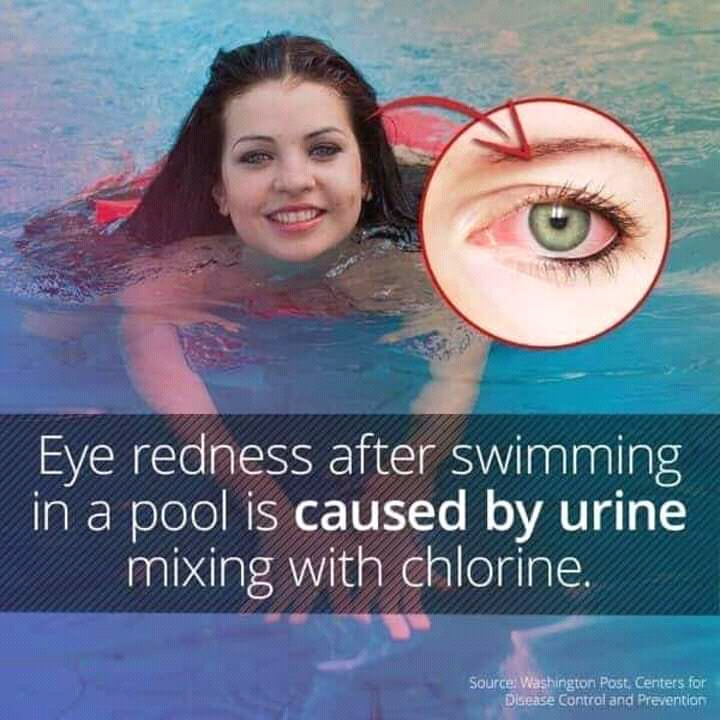 Eye redness after swimming
in a pool is caused by urine
mixing with chlorine.
Source: Washington Post, Centers for
Disease Control and Prevention